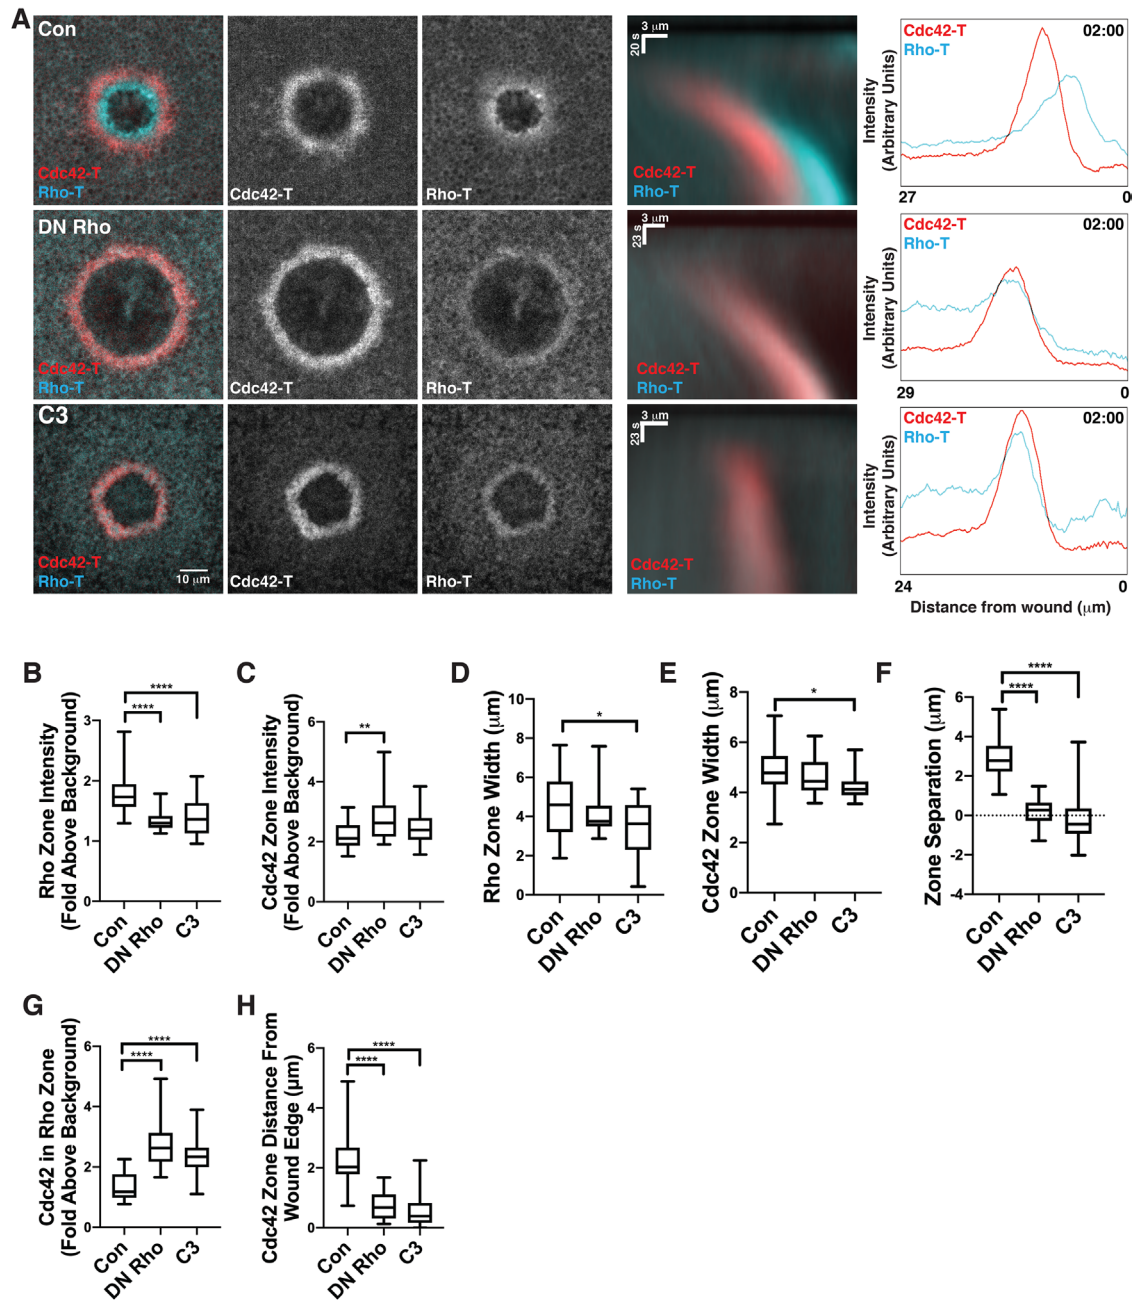 A
Con
Cdc42-T
Rho-T
Cdc42-T
Rho-T
3 µm
20 s
Cdc42-T
Rho-T
Cdc42-T
Rho-T
02:00
Intensity
(Arbitrary Units)
27
0
DN Rho
Cdc42-T
Rho-T
Cdc42-T
Rho-T
3 µm
23 s
Cdc42-T
Rho-T
Cdc42-T
Rho-T
02:00
Intensity
(Arbitrary Units)
29
0
C3
Cdc42-T
Rho-T
10 µm
Cdc42-T
Rho-T
3 µm
23 s
Cdc42-T
Rho-T
Cdc42-T
Rho-T
02:00
Intensity
(Arbitrary Units)
24
0
Distance from wound (µm)
B
Rho Zone Intensity
(Fold Above Background)
3
2
1
0
****
****
Con
DN Rho
C3
C
Cdc42 Zone Intensity
(Fold Above Background)
6
4
2
0
**
Con
DN Rho
C3
D
Rho Zone Width (µm)
10
8
6
4
2
0
*
Con
DN Rho
C3
E
Cdc42 Zone Width (µm)
8
6
4
2
0
*
Con
DN Rho
C3
F
Zone Separation (µm)
6
4
2
0
-2
-4
****
****
Con
DN Rho
C3
G
Cdc42 in Rho Zone
(Fold Above Background)
6
4
2
0
****
****
Con
DN Rho
C3
H
Cdc42 Zone Distance From
Wound Edge (µm)
6
4
2
0
****
****
Con
DN Rho
C3